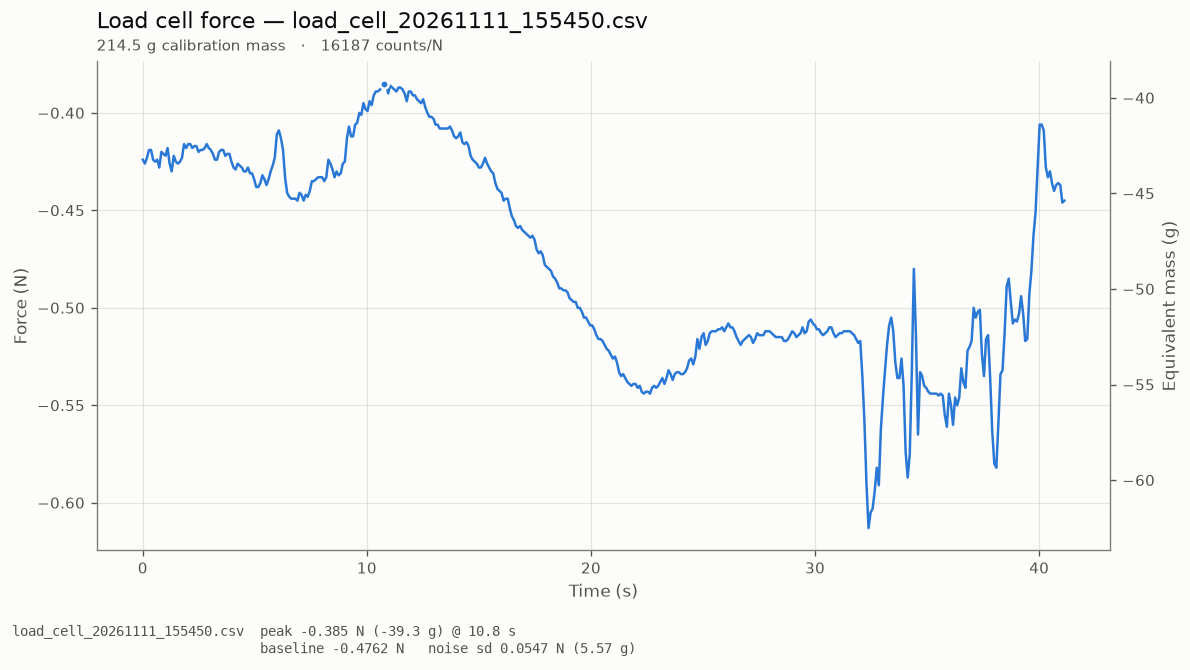 Load cell force — load_cell_20261111_155450.csv
214.5 g calibration mass · 16187 counts/N
−0.40
−0.45
−0.50
−0.55
−0.60
Force (N)
−40
−45
−50
−55
−60
Equivalent mass (g)
0 10 20 30 40
Time (s)
load_cell_20261111_155450.csv peak -0.385 N (-39.3 g) @ 10.8 s
baseline -0.4762 N noise sd 0.0547 N (5.57 g)